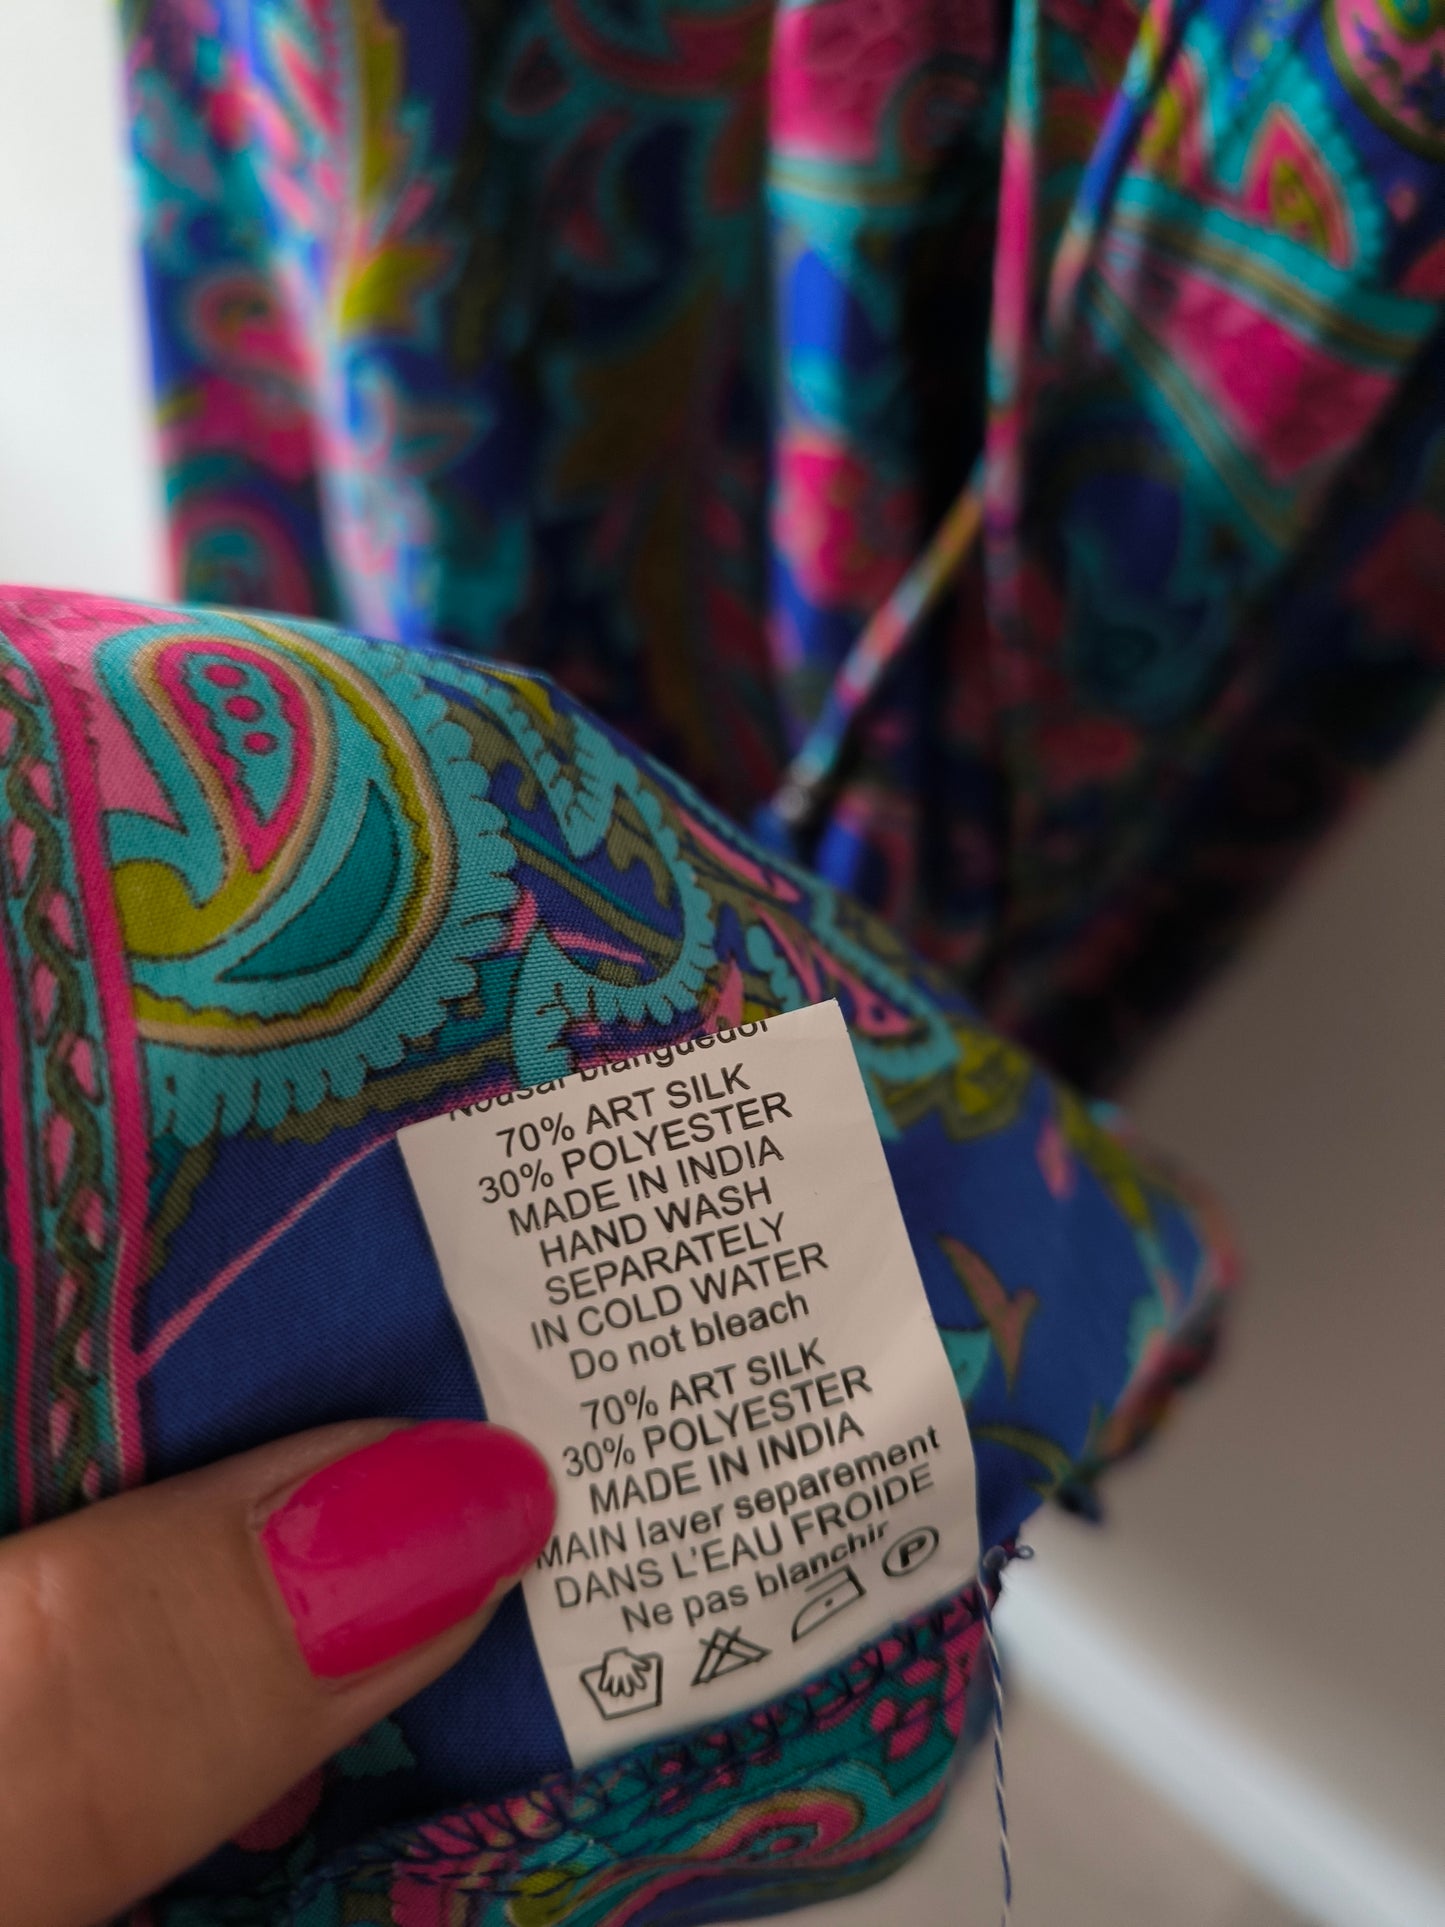 70% ART SILK
30% POLYESTER
MADE IN INDIA
HAND WASH
SEPARATELY
IN COLD WATER
Do not bleach
70% ART SILK
30% POLYESTER
MADE IN INDIA
MAIN laver separement
DANS L'EAU FROIDE
Ne pas blanchir
P